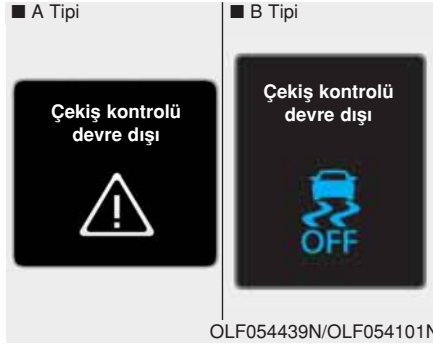 ■ A Tipi
Çekiş kontrolü
devre dışı
■ B Tipi
Çekiş kontrolü
devre dışı
OFF
OLF054439N/OLF054101N